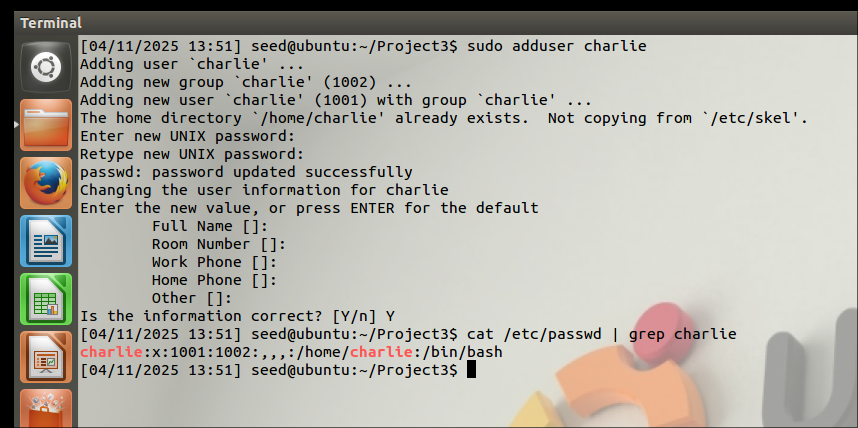 Terminal
[04/11/2025 13:51] seed@ubuntu:~/Project3$ sudo adduser charlie
Adding user `charlie' ...
Adding new group `charlie' (1002) ...
Adding new user `charlie' (1001) with group `charlie' ...
The home directory `/home/charlie' already exists.  Not copying from `/etc/skel'.
Enter new UNIX password:
Retype new UNIX password:
passwd: password updated successfully
Changing the user information for charlie
Enter the new value, or press ENTER for the default
        Full Name []:
        Room Number []:
        Work Phone []:
        Home Phone []:
        Other []:
Is the information correct? [Y/n] Y
[04/11/2025 13:51] seed@ubuntu:~/Project3$ cat /etc/passwd | grep charlie
charlie:x:1001:1002:,,,:/home/charlie:/bin/bash
[04/11/2025 13:51] seed@ubuntu:~/Project3$